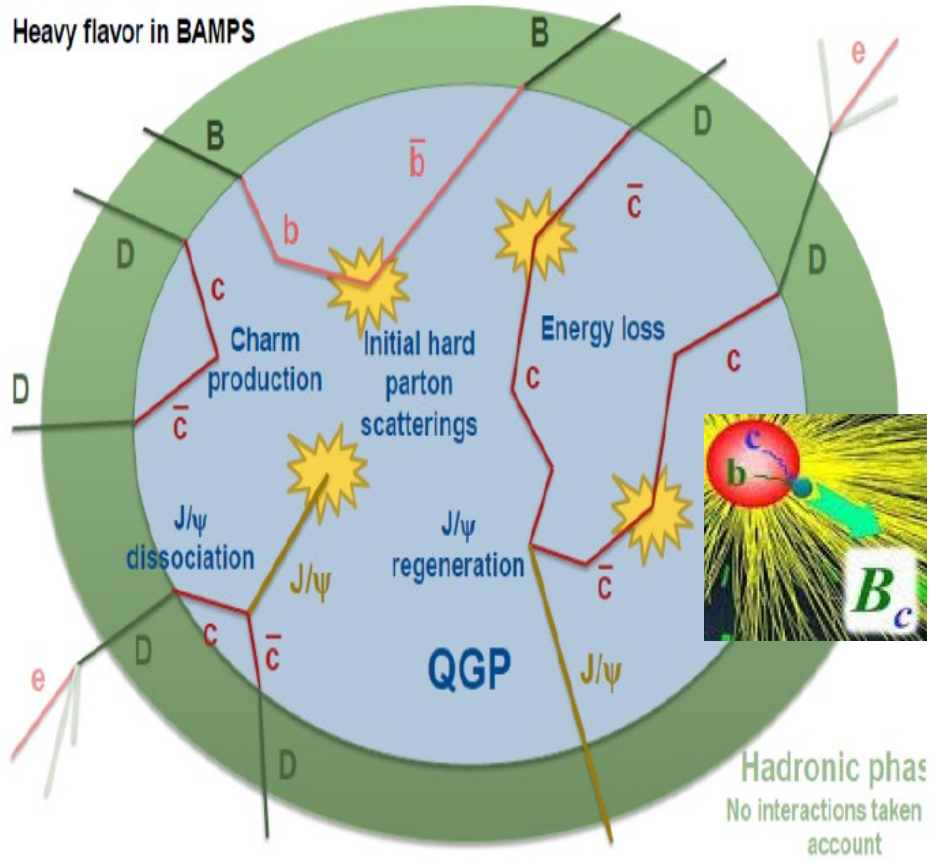 Heavy flavor in BAMPS
B
e
B
b̅
D
D
b
c̅
D
c
Charm
production
Initial hard
parton
scatterings
Energy loss
c
c
D
c̅
c
b
J/ψ
dissociation
J/ψ
regeneration
J/ψ
c̅
B c
c
c̅
D
QGP
J/ψ
e
D
Hadronic phas
No interactions taken
account